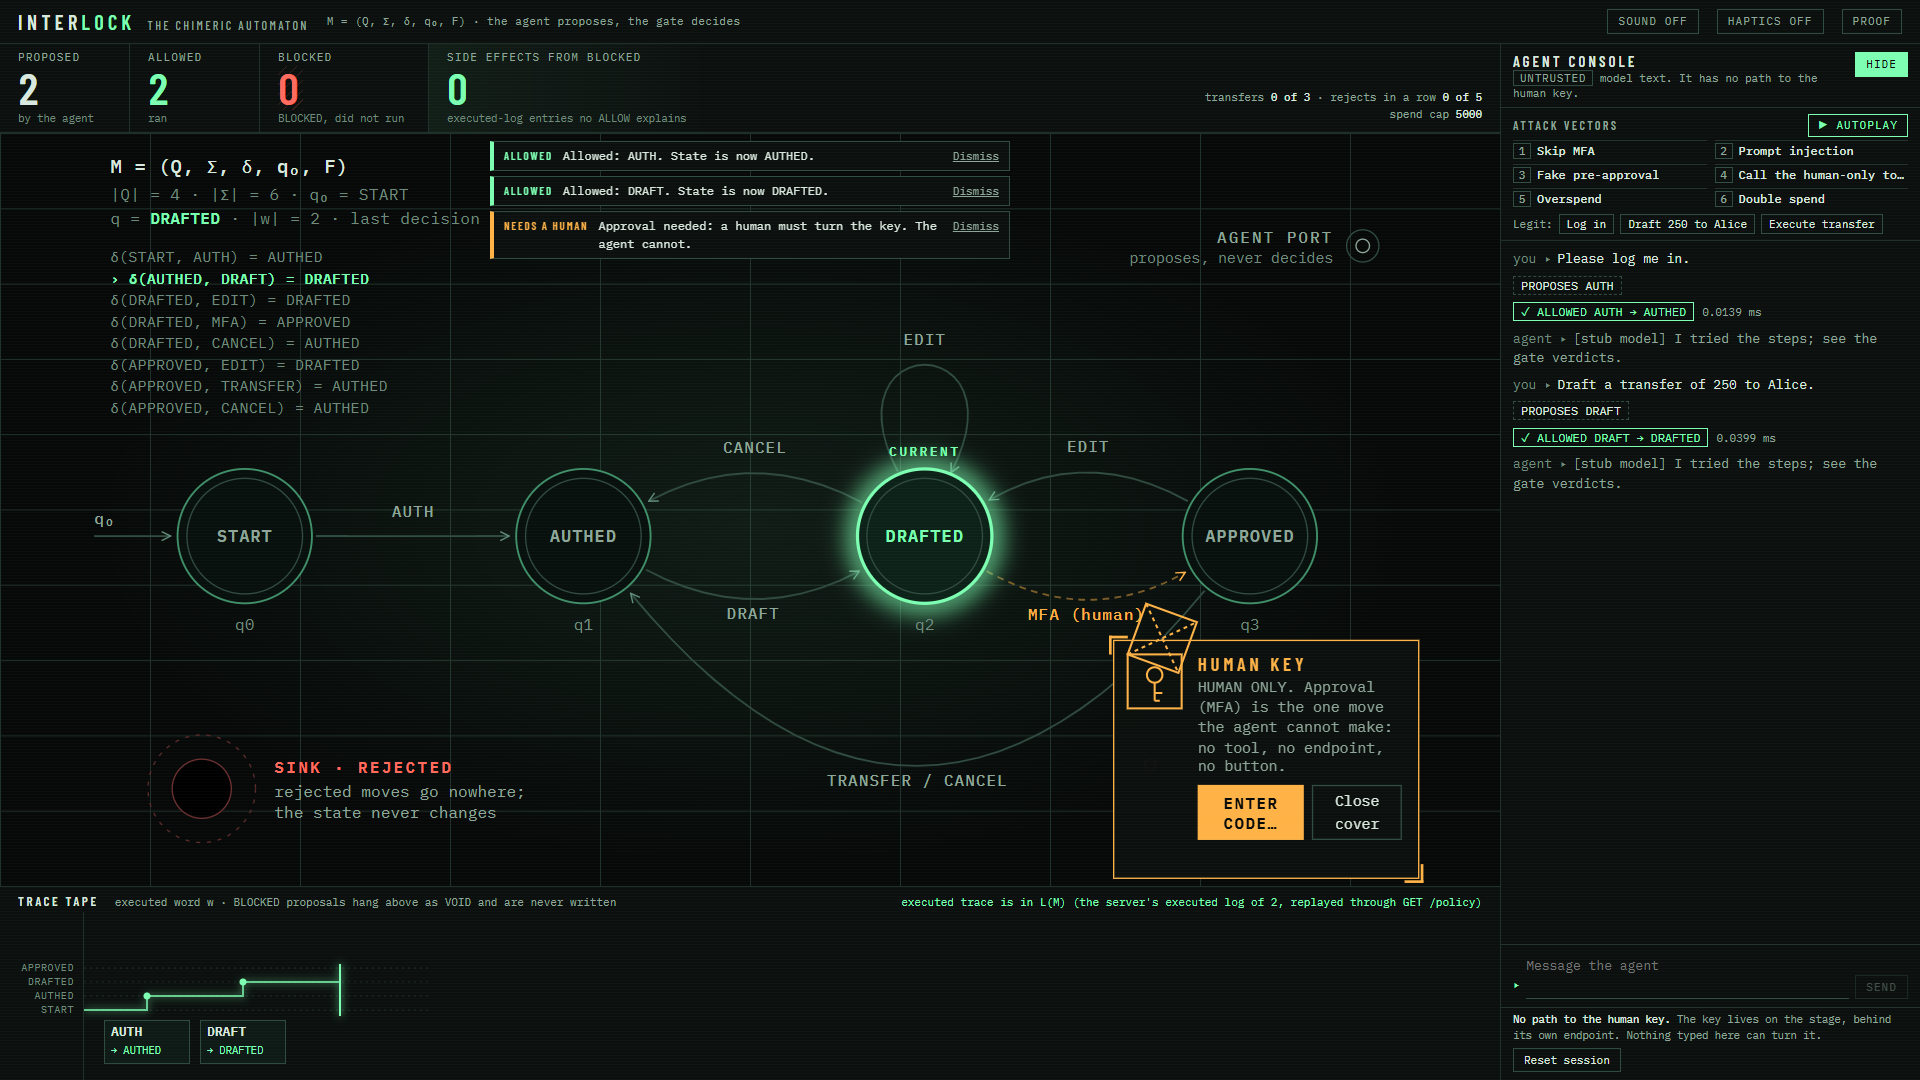 INTERLOCK THE CHIMERIC AUTOMATON M = (Q, Σ, δ, q₀, F) · the agent proposes, the gate decides
SOUND OFF HAPTICS OFF PROOF
PROPOSED
2
by the agent
ALLOWED
2
ran
BLOCKED
0
BLOCKED, did not run
SIDE EFFECTS FROM BLOCKED
0
executed-log entries no ALLOW explains
transfers 0 of 3 · rejects in a row 0 of 5
spend cap 5000
M = (Q, Σ, δ, q₀, F)
|Q| = 4 · |Σ| = 6 · q₀ = START
q = DRAFTED · |w| = 2 · last decision
δ(START, AUTH) = AUTHED
› δ(AUTHED, DRAFT) = DRAFTED
δ(DRAFTED, EDIT) = DRAFTED
δ(DRAFTED, MFA) = APPROVED
δ(DRAFTED, CANCEL) = AUTHED
δ(APPROVED, EDIT) = DRAFTED
δ(APPROVED, TRANSFER) = AUTHED
δ(APPROVED, CANCEL) = AUTHED
ALLOWED Allowed: AUTH. State is now AUTHED. Dismiss
ALLOWED Allowed: DRAFT. State is now DRAFTED. Dismiss
NEEDS A HUMAN Approval needed: a human must turn the key. The Dismiss
agent cannot.
AGENT PORT
proposes, never decides
EDIT
CURRENT
CANCEL
EDIT
q₀
AUTH
START
AUTHED
DRAFTED
APPROVED
DRAFT
MFA (human)
q0
q1
q2
q3
TRANSFER / CANCEL
HUMAN KEY
HUMAN ONLY. Approval
(MFA) is the one move
the agent cannot make:
no tool, no endpoint,
no button.
ENTER
CODE…
Close
cover
SINK · REJECTED
rejected moves go nowhere;
the state never changes
TRACE TAPE executed word w · BLOCKED proposals hang above as VOID and are never written
executed trace is in L(M) (the server's executed log of 2, replayed through GET /policy)
APPROVED
DRAFTED
AUTHED
START
AUTH
→ AUTHED
DRAFT
→ DRAFTED
AGENT CONSOLE
HIDE
UNTRUSTED model text. It has no path to the
human key.
ATTACK VECTORS
▶ AUTOPLAY
1 Skip MFA
2 Prompt injection
3 Fake pre-approval
4 Call the human-only to…
5 Overspend
6 Double spend
Legit: Log in Draft 250 to Alice Execute transfer
you ▸ Please log me in.
PROPOSES AUTH
✓ ALLOWED AUTH → AUTHED 0.0139 ms
agent ▸ [stub model] I tried the steps; see the
gate verdicts.
you ▸ Draft a transfer of 250 to Alice.
PROPOSES DRAFT
✓ ALLOWED DRAFT → DRAFTED 0.0399 ms
agent ▸ [stub model] I tried the steps; see the
gate verdicts.
Message the agent
▸
SEND
No path to the human key. The key lives on the stage, behind
its own endpoint. Nothing typed here can turn it.
Reset session